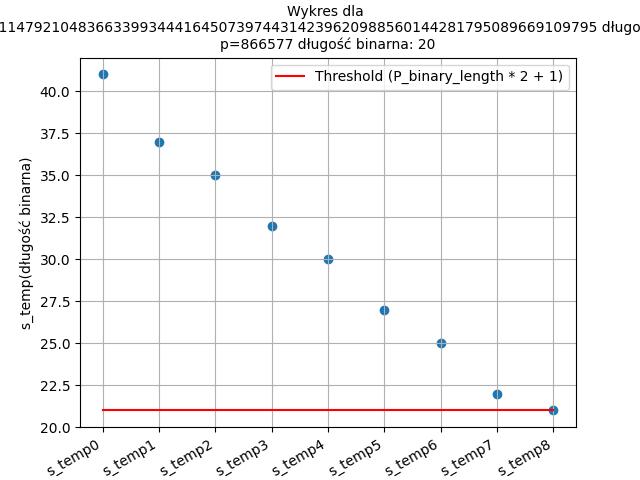 Wykres dla
114792104836633993444164507397443142396209885601442817950896691​09795 długo
p=866577 długość binarna: 20
Threshold (P_binary_length * 2 + 1)
s_temp(długość binarna)
40.0
37.5
35.0
32.5
30.0
27.5
25.0
22.5
20.0
s_temp0
s_temp1
s_temp2
s_temp3
s_temp4
s_temp5
s_temp6
s_temp7
s_temp8